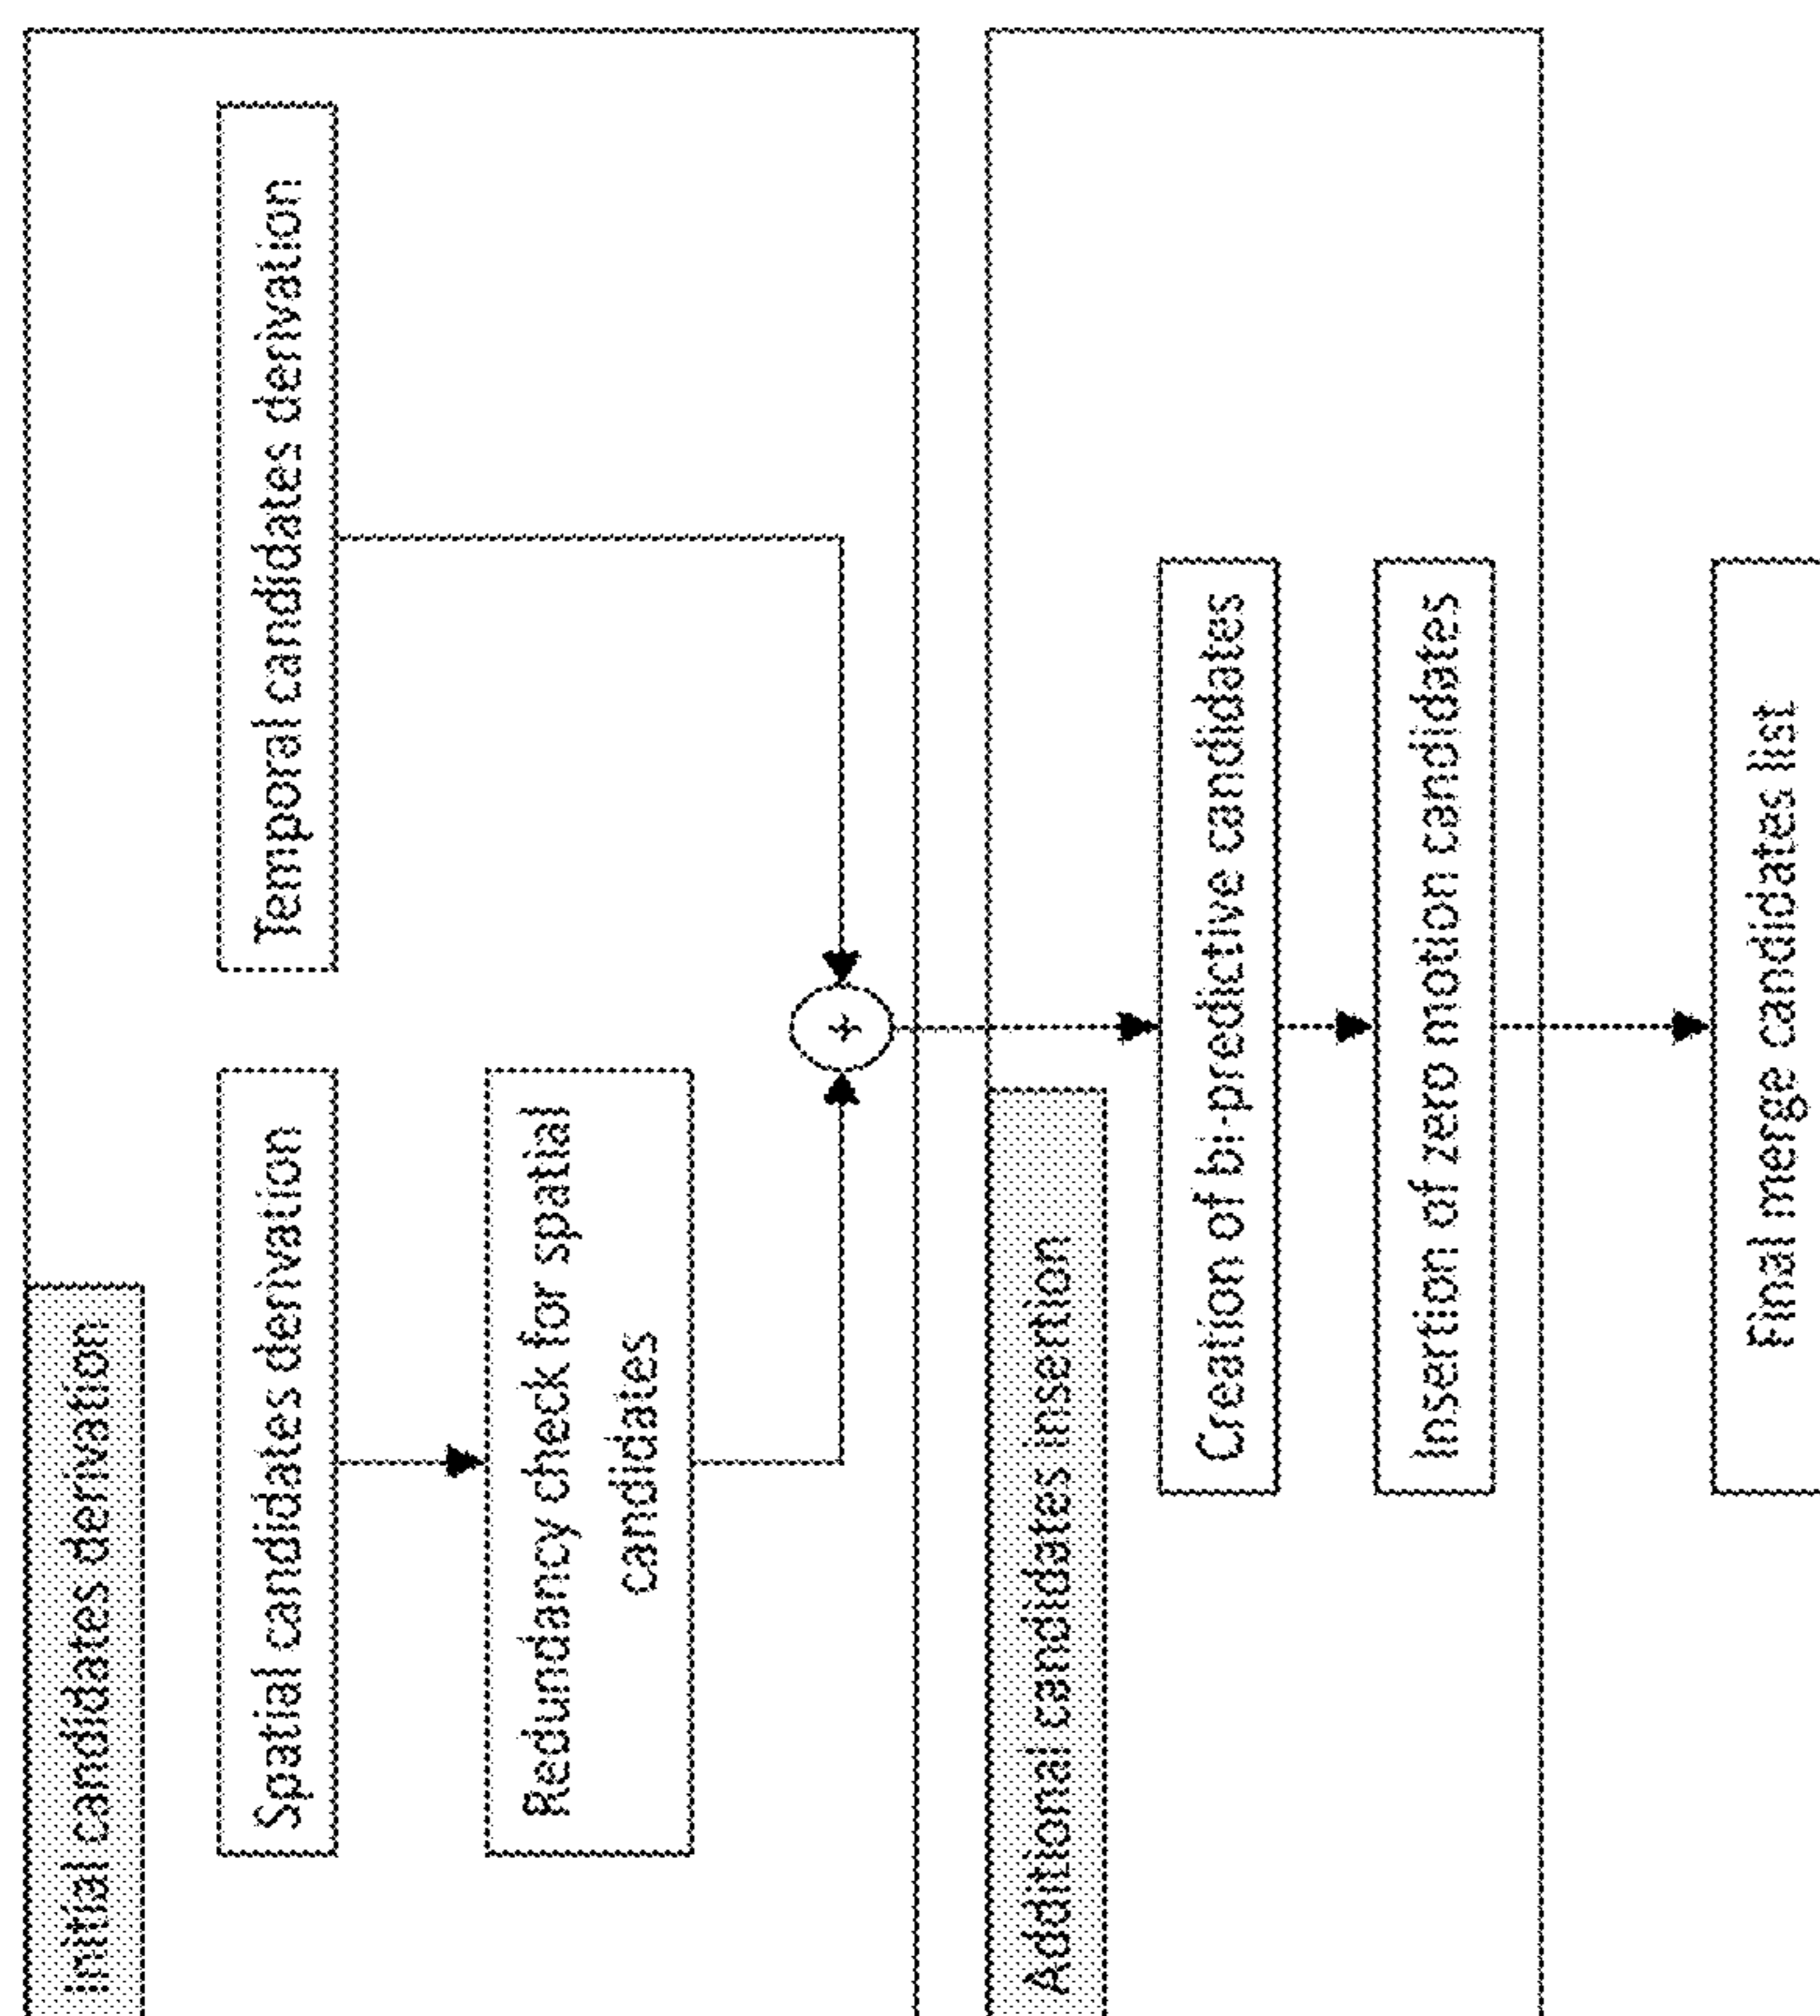 Initial candidates derivation
Spatial candidates derivation
Temporal candidates derivation
Redundancy check for spatial
candidates
+
Additional candidates insertion
Creation of bi-predictive candidates
Insertion of zero motion candidates
Final merge candidates list